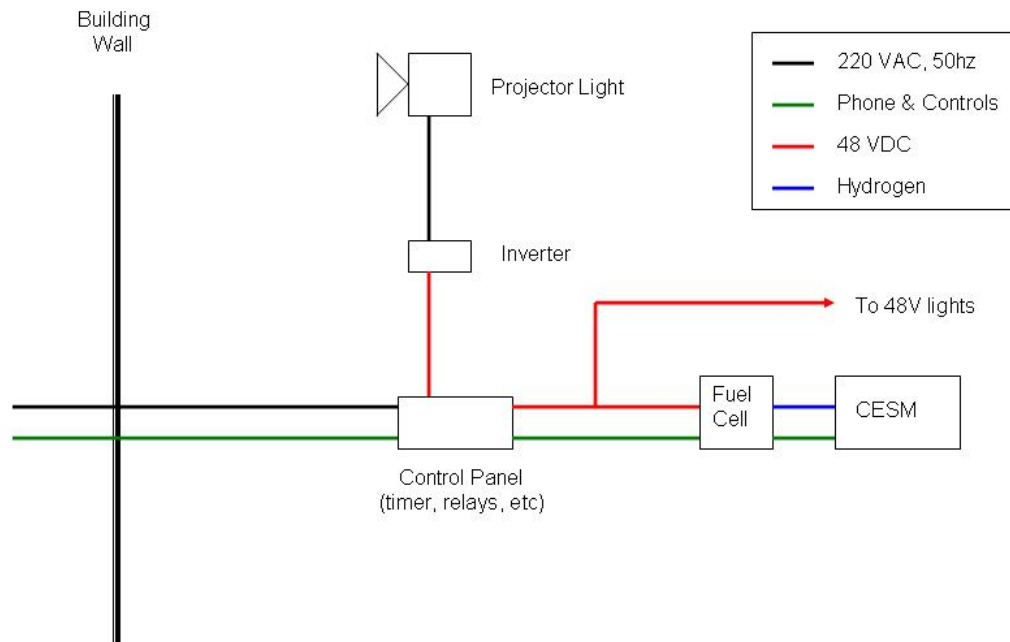 Building
Wall
Projector Light
220 VAC, 50hz
Phone & Controls
48 VDC
Hydrogen
Inverter
To 48V lights
Fuel
Cell
CESM
Control Panel
(timer, relays, etc)